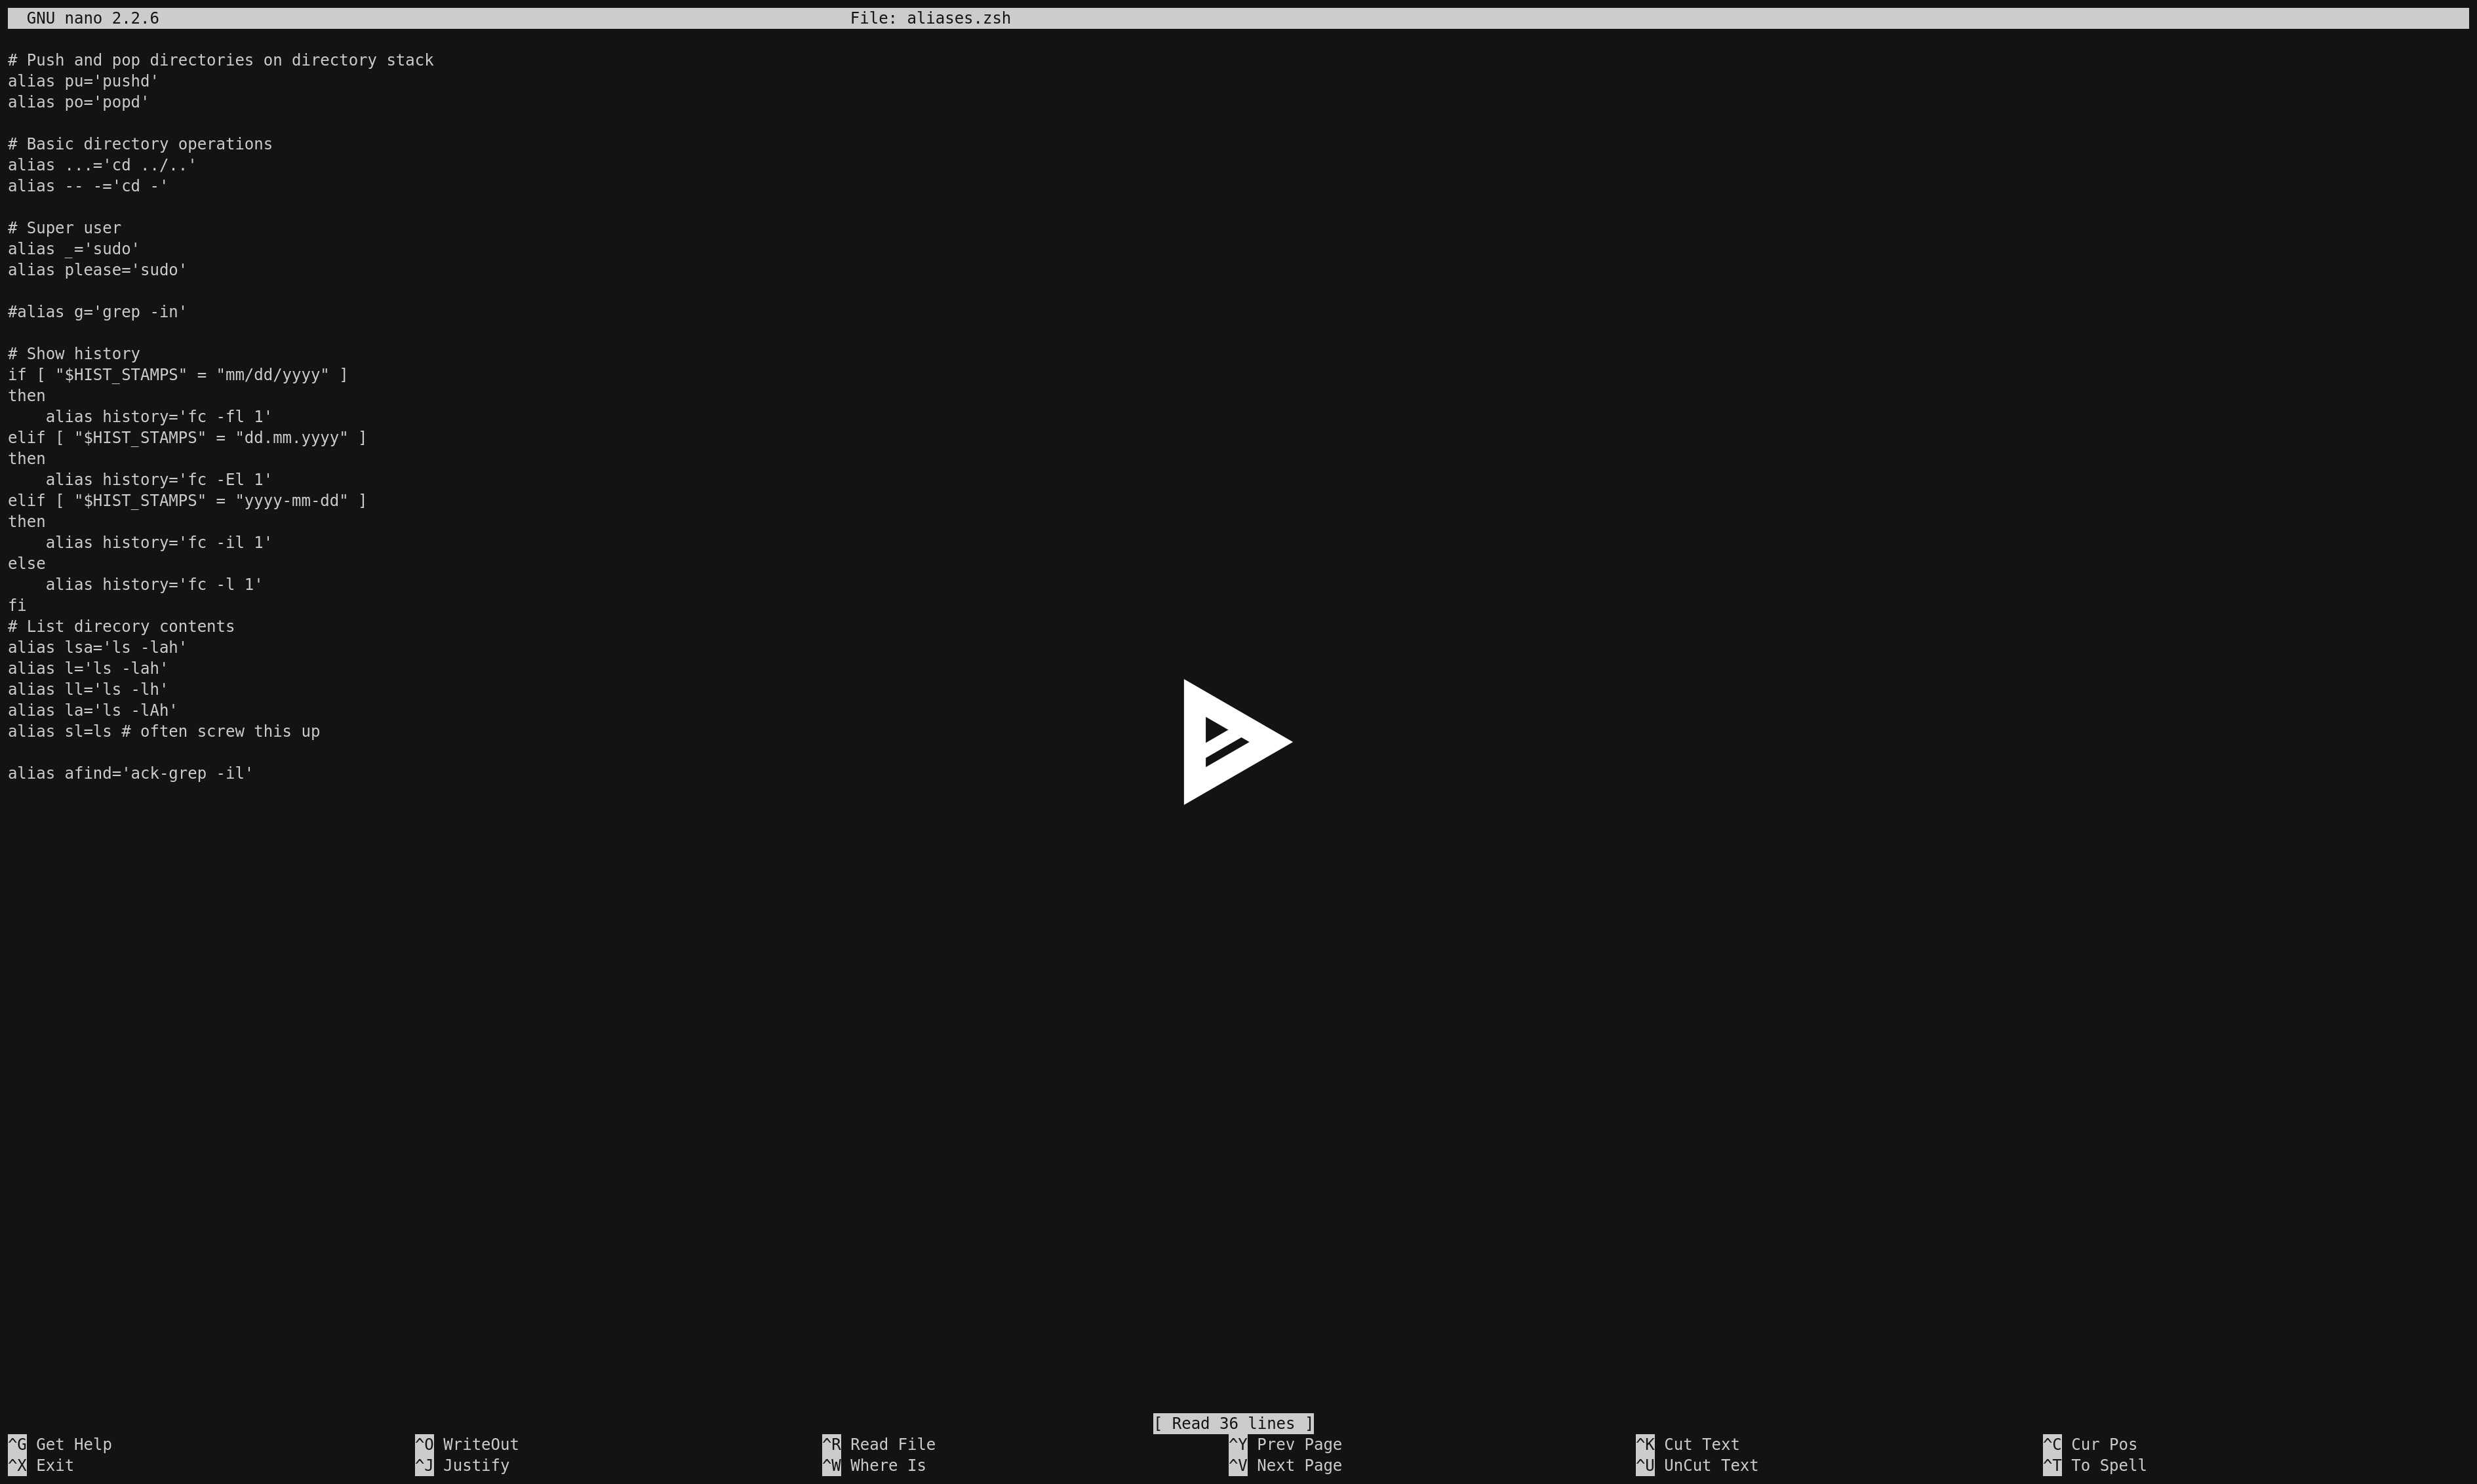 GNU nano 2.2.6 File: aliases.zsh
# Push and pop directories on directory stack
alias pu='pushd'
alias po='popd'
# Basic directory operations
alias ...='cd ../..'
alias -- -='cd -'
# Super user
alias _='sudo'
alias please='sudo'
#alias g='grep -in'
# Show history
if [ "$HIST_STAMPS" = "mm/dd/yyyy" ]
then
    alias history='fc -fl 1'
elif [ "$HIST_STAMPS" = "dd.mm.yyyy" ]
then
    alias history='fc -El 1'
elif [ "$HIST_STAMPS" = "yyyy-mm-dd" ]
then
    alias history='fc -il 1'
else
    alias history='fc -l 1'
fi
# List direcory contents
alias lsa='ls -lah'
alias l='ls -lah'
alias ll='ls -lh'
alias la='ls -lAh'
alias sl=ls # often screw this up
alias afind='ack-grep -il'
[ Read 36 lines ]
^G Get Help ^O WriteOut ^R Read File ^Y Prev Page ^K Cut Text ^C Cur Pos
^X Exit ^J Justify ^W Where Is ^V Next Page ^U UnCut Text ^T To Spell